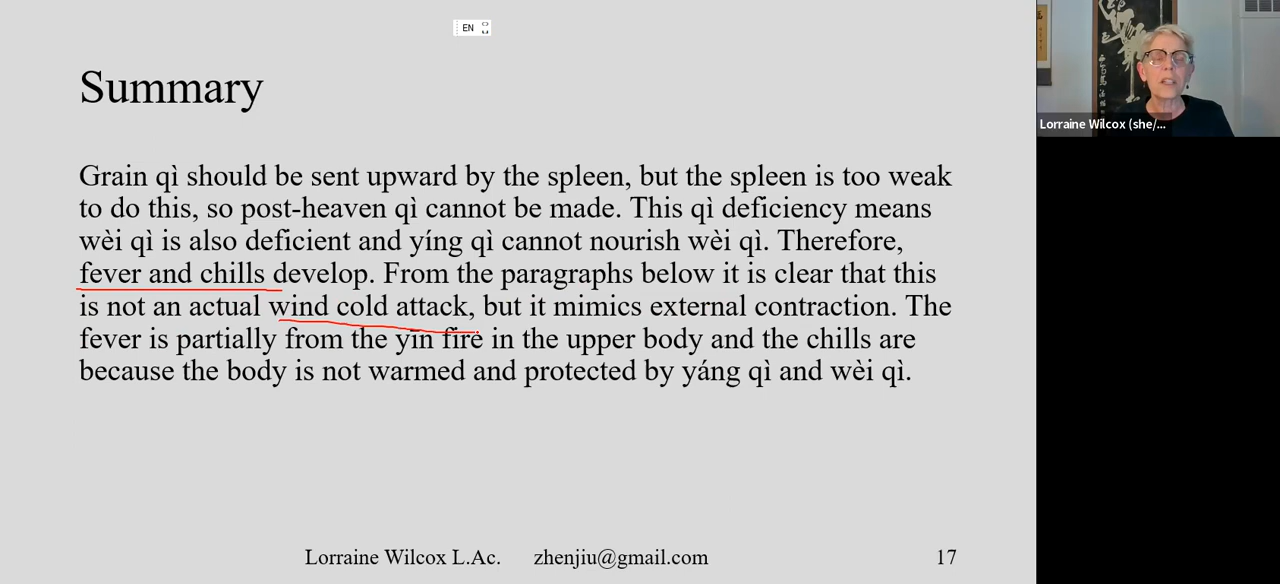 EN
Summary
Grain qì should be sent upward by the spleen, but the spleen is too weak
to do this, so post-heaven qì cannot be made. This qì deficiency means
wèi qì is also deficient and yíng qì cannot nourish wèi qì. Therefore,
fever and chills develop. From the paragraphs below it is clear that this
is not an actual wind cold attack, but it mimics external contraction. The
fever is partially from the yīn fire in the upper body and the chills are
because the body is not warmed and protected by yáng qì and wèi qì.
Lorraine Wilcox L.Ac. zhenjiu@gmail.com 17
Lorraine Wilcox (she/...